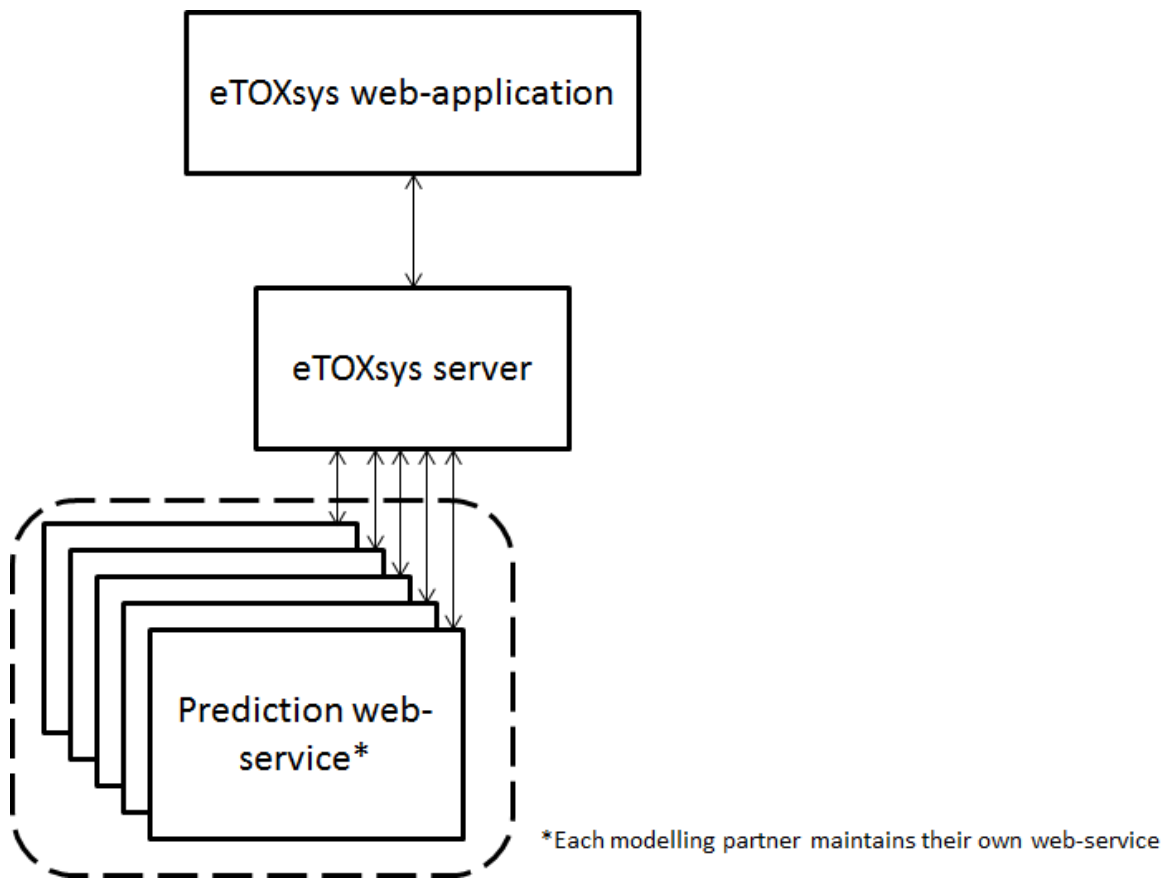 eTOXsys web-application
eTOXsys server
Prediction web-
service*
*Each modelling partner maintains their own web-service